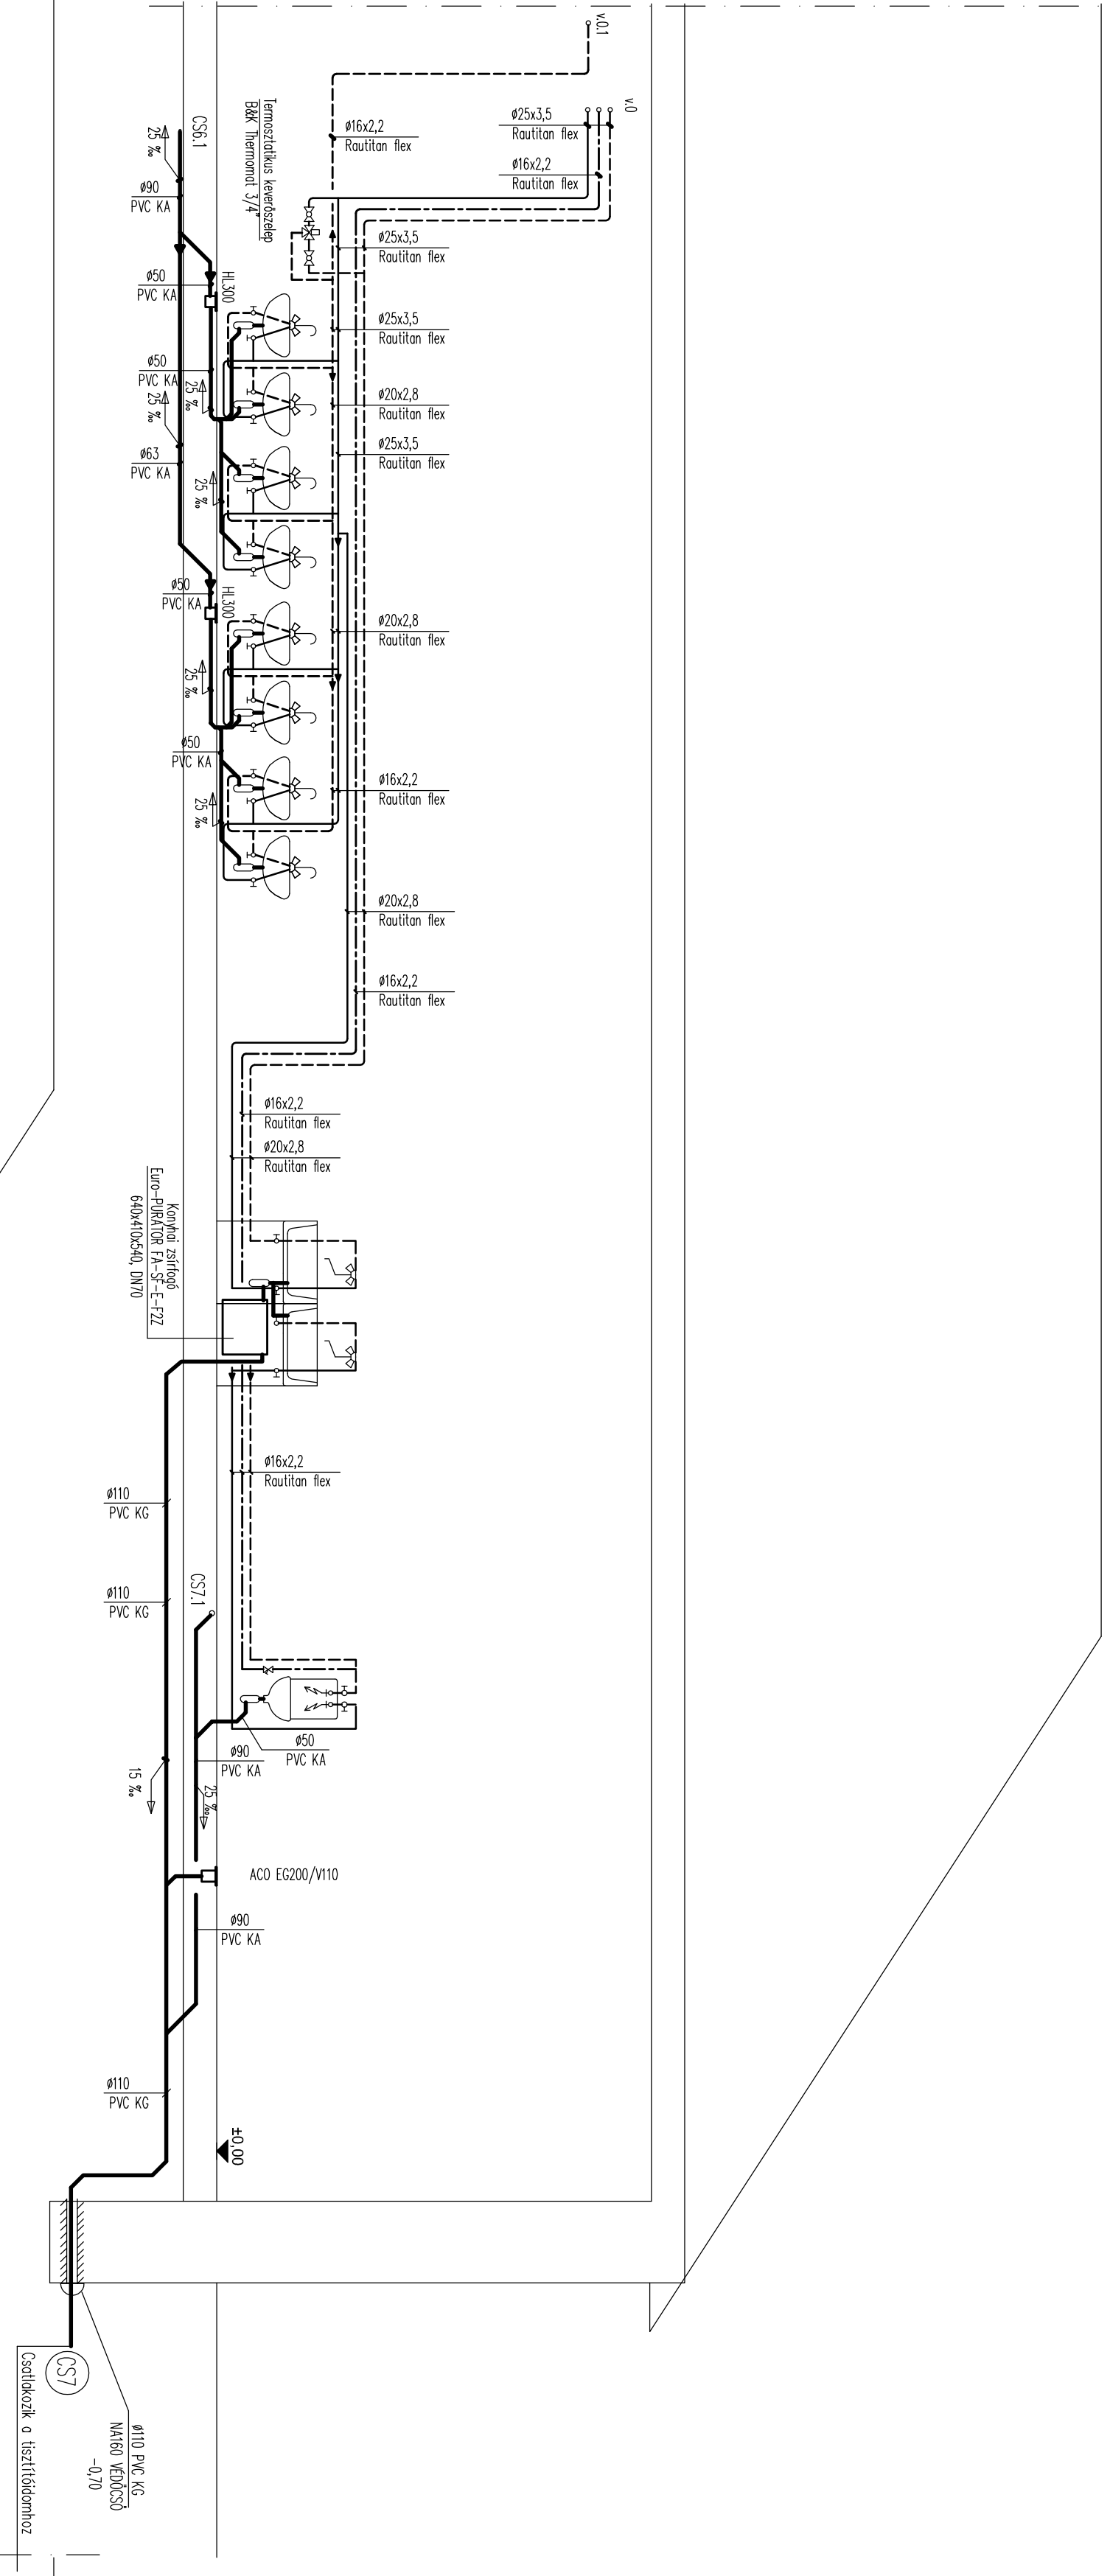 v.0.1
v.0
ø25x3,5
Rautitan flex
ø16x2,2
Rautitan flex
ø16x2,2
Rautitan flex
Termosztatikus keverőszelep
B&K Thermomat 3/4"
CS6.1
25 ‰
ø90
PVC KA
ø25x3,5
Rautitan flex
ø50
PVC KA
HL300
ø25x3,5
Rautitan flex
ø50
PVC KA
25 ‰
25 ‰
ø20x2,8
Rautitan flex
ø25x3,5
Rautitan flex
ø63
PVC KA
25 ‰
ø50
PVC KA
HL300
ø20x2,8
Rautitan flex
25 ‰
ø50
PVC KA
25 ‰
ø16x2,2
Rautitan flex
ø20x2,8
Rautitan flex
ø16x2,2
Rautitan flex
ø16x2,2
Rautitan flex
ø20x2,8
Rautitan flex
Konyhai zsírfogó
Euro-PURATOR FA-SF-E-F27
640x410x540, DN70
ø16x2,2
Rautitan flex
ø110
PVC KG
ø110
PVC KG
CS7.1
ø50
PVC KA
ø90
PVC KA
15 ‰
25 ‰
ACO EG200/V110
ø90
PVC KA
ø110
PVC KG
±0,00
ø110 PVC KG
NA160 VÉDŐCSŐ
-0,70
CS7
Csatlakozik a tisztítóidomhoz